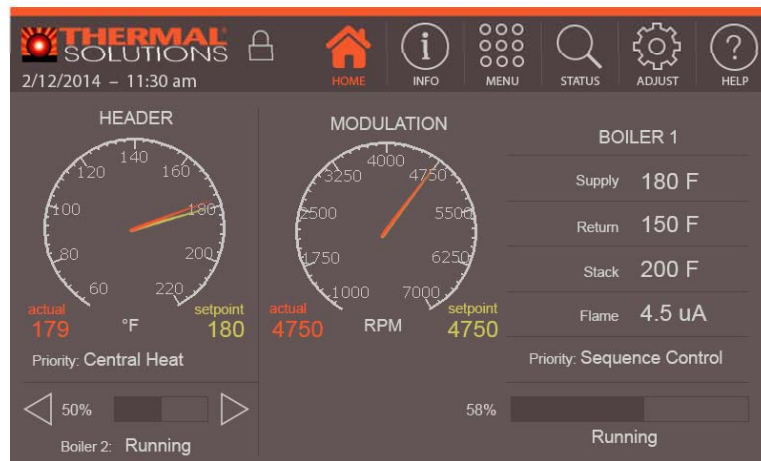 THERMAL
SOLUTIONS
2/12/2014 – 11:30 am
HOME
INFO
MENU
STATUS
ADJUST
HELP
HEADER
60
80
100
120
140
160
180
200
220
actual
179
°F
setpoint
180
Priority: Central Heat
50%
Boiler 2: Running
MODULATION
1000
1750
2500
3250
4000
4750
5500
6250
7000
actual
4750
RPM
setpoint
4750
BOILER 1
Supply 180 F
Return 150 F
Stack 200 F
Flame 4.5 uA
Priority: Sequence Control
58%
Running